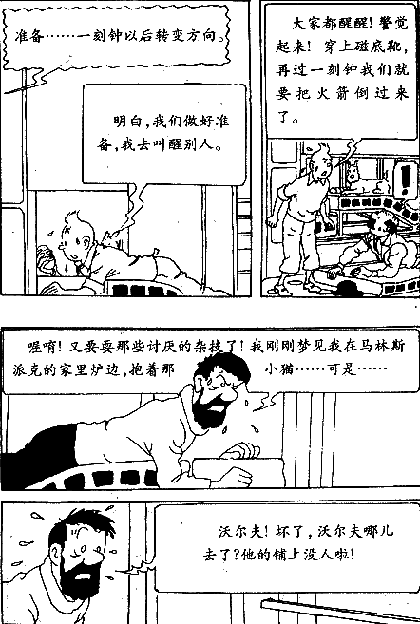 准备……一刻钟以后转变方向。
明白,我们做好准
备,我去叫醒别人。
大家都醒醒!警觉
起来!穿上磁底靴,
再过一刻钟我们就
要把火箭倒过来
了。
!
喔唷!又要耍那些讨厌的杂技了!我刚刚梦见我在马林斯
派克的家里炉边,抱着那 小猫……可是……
沃尔夫!坏了,沃尔夫哪儿
去了?他的铺上没人啦!